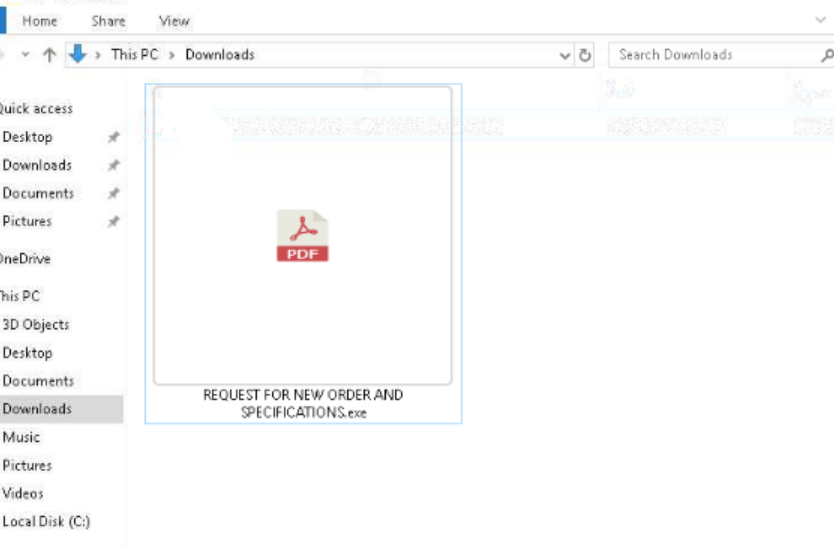 Home Share View
This PC > Downloads
Search Downloads
Quick access
Desktop
Downloads
Documents
Pictures
OneDrive
This PC
3D Objects
Desktop
Documents
Downloads
Music
Pictures
Videos
Local Disk (C:)
PDF
REQUEST FOR NEW ORDER AND
SPECIFICATIONS.exe